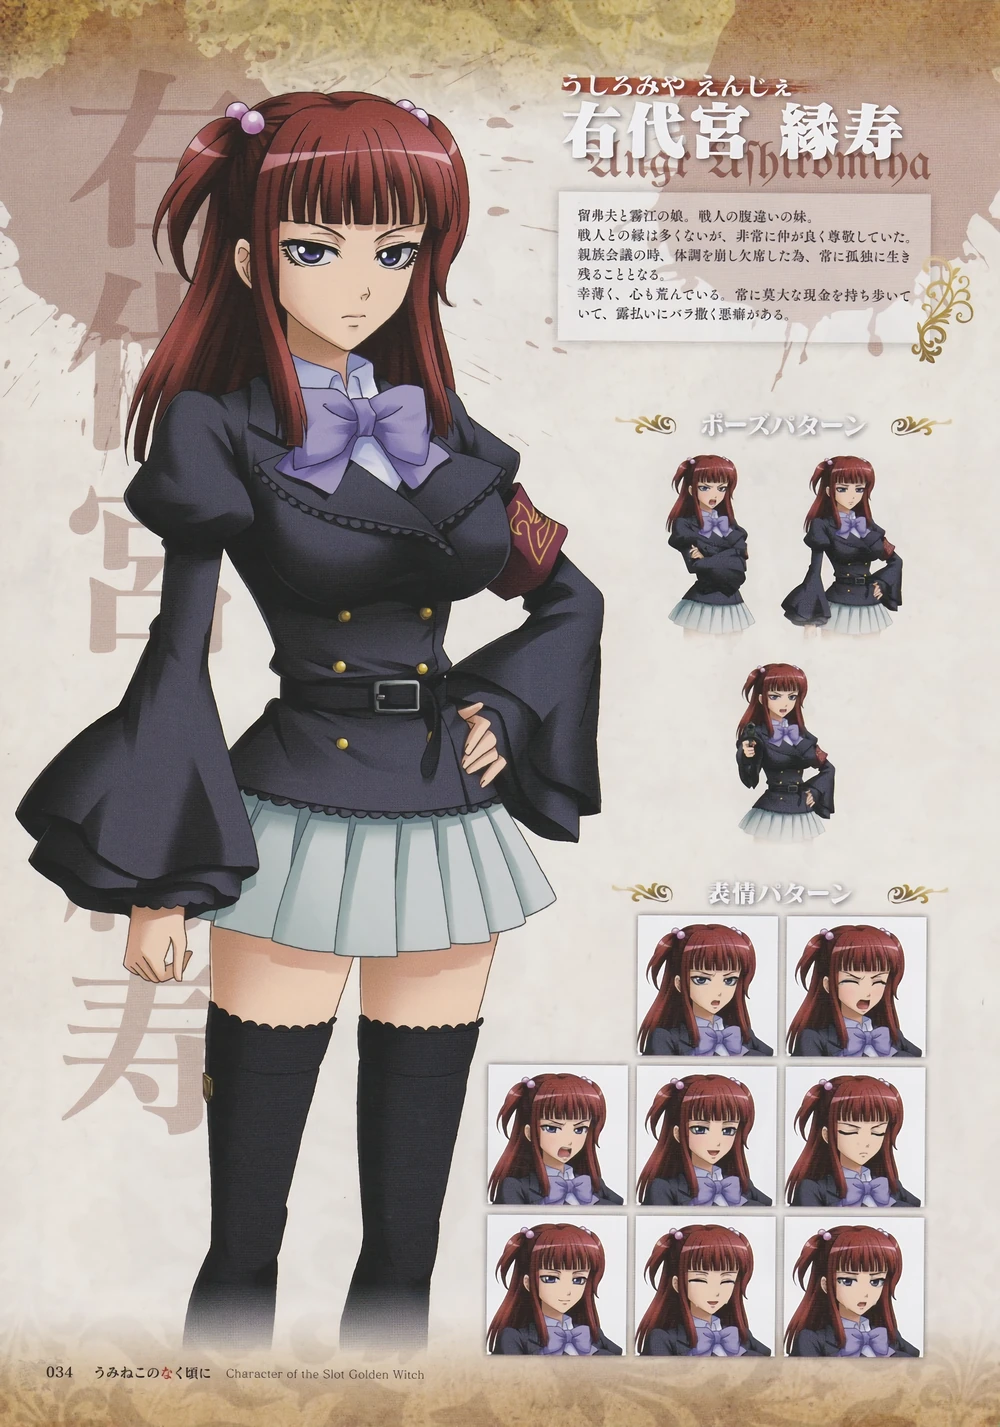 右代宮縁寿
うしろみや えんじぇ
右代宮 縁寿
Ange Ushiromiya
留弗夫と霧江の娘。戦人の腹違いの妹。
戦人との縁は多くないが、非常に仲が良く尊敬していた。
親族会議の時、体調を崩し欠席した為、常に孤独に生き
残ることとなる。
幸薄く、心も荒んでいる。常に莫大な現金を持ち歩いて
いて、露払いにバラ撒く悪癖がある。
ポーズパターン
表情パターン
034 うみねこのなく頃に Character of the Slot Golden Witch